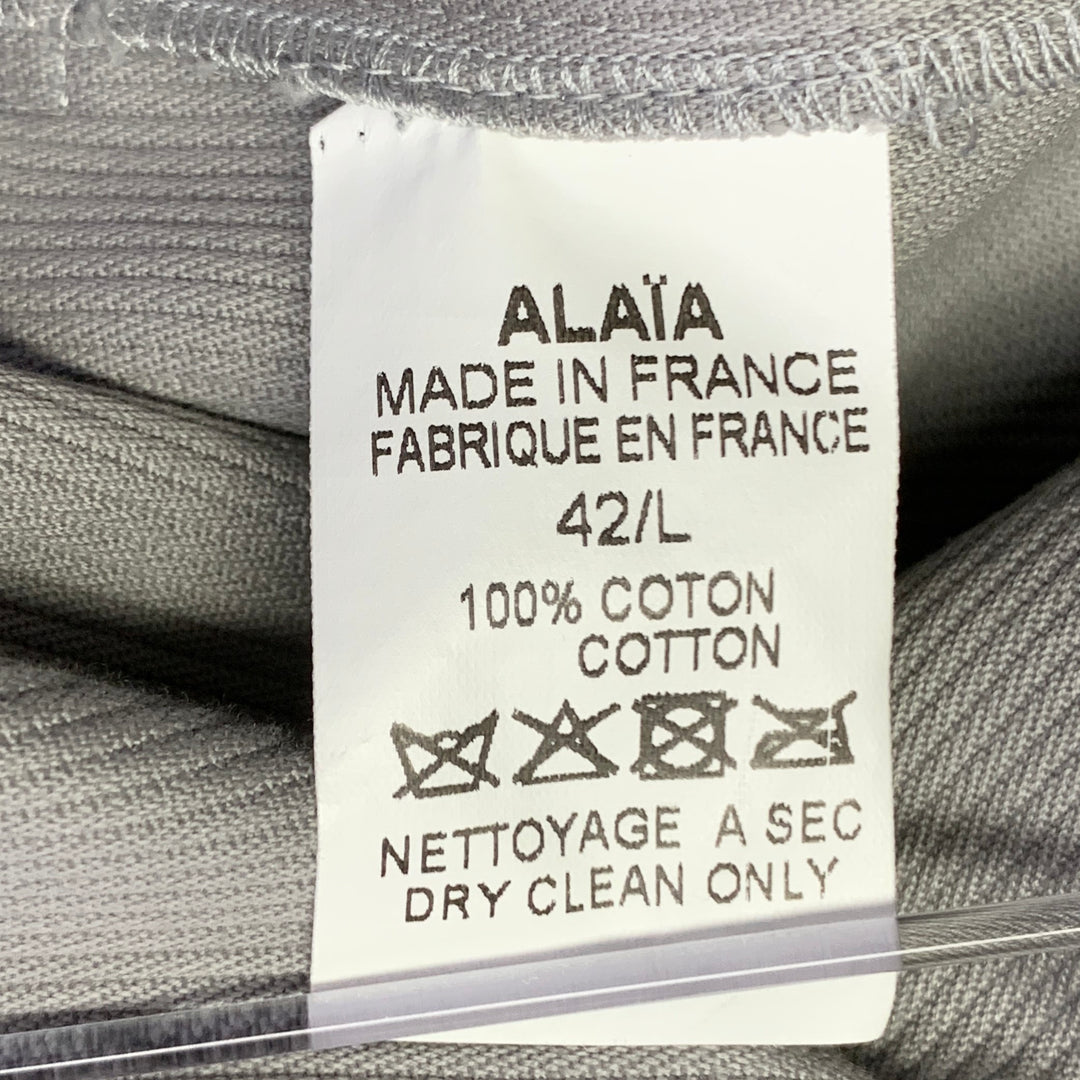 ALAÏA
MADE IN FRANCE
FABRIQUE EN FRANCE
42/L
100% COTON
COTTON
NETTOYAGE A SEC
DRY CLEAN ONLY